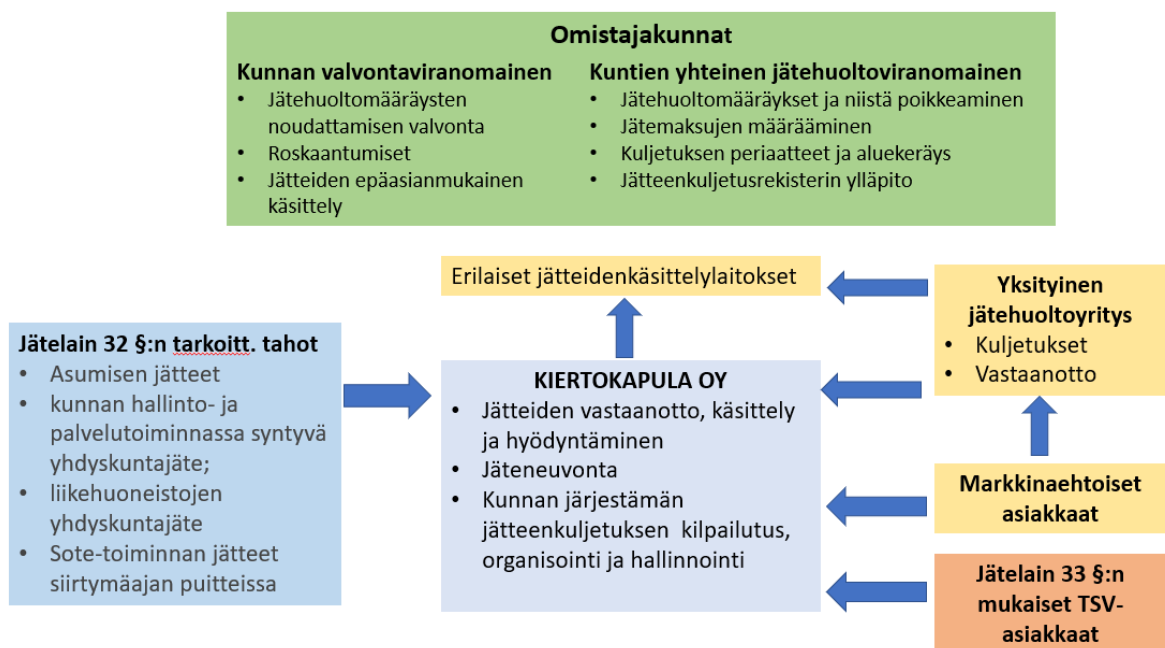 Omistajakunnat
Kunnan valvontaviranomainen
• Jätehuoltomääräysten
noudattamisen valvonta
• Roskaantumiset
• Jätteiden epäasianmukainen
käsittely
Kuntien yhteinen jätehuoltoviranomainen
• Jätehuoltomääräykset ja niistä poikkeaminen
• Jätemaksujen määrääminen
• Kuljetuksen periaatteet ja aluekeräys
• Jätteenkuljetusrekisterin ylläpito
Erilaiset jätteidenkäsittelylaitokset
Yksityinen
jätehuoltoyritys
• Kuljetukset
• Vastaanotto
Jätelain 32 §:n tarkoitt. tahot
• Asumisen jätteet
• kunnan hallinto- ja
palvelutoiminnassa syntyvä
yhdyskuntajäte;
• liikehuoneistojen
yhdyskuntajäte
• Sote-toiminnan jätteet
siirtymäajan puitteissa
KIERTOKAPULA OY
• Jätteiden vastaanotto, käsittely
ja hyödyntäminen
• Jäteneuvonta
• Kunnan järjestämän
jätteenkuljetuksen kilpailutus,
organisointi ja hallinnointi
Markkinaehtoiset
asiakkaat
Jätelain 33 §:n
mukaiset TSV-
asiakkaat